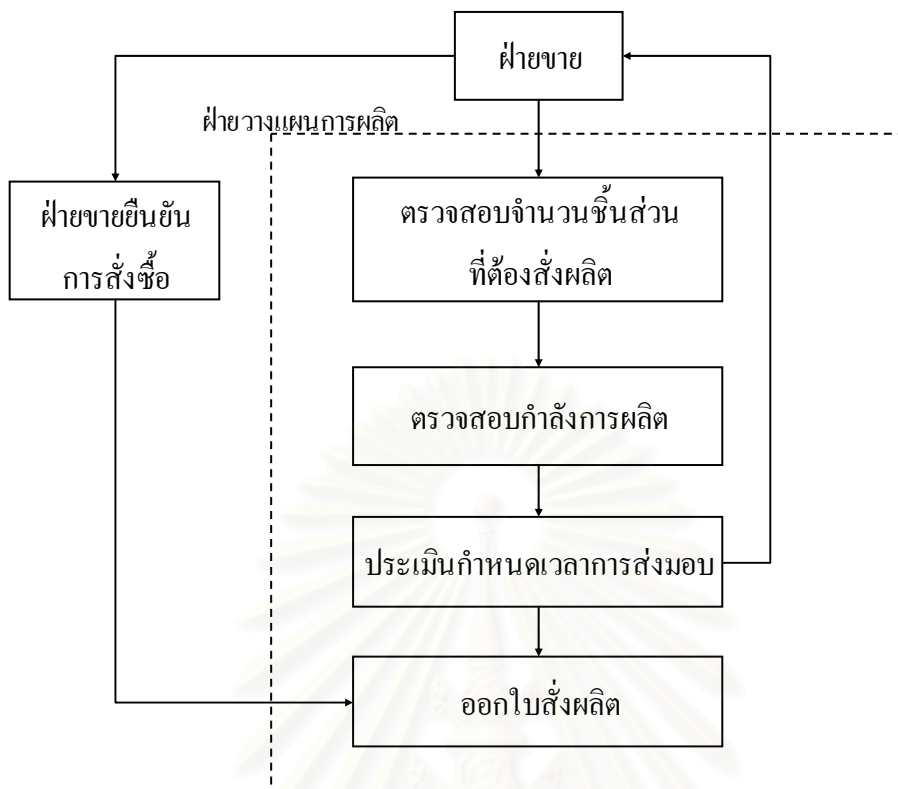 ฝ่ายขาย
ฝ่ายวางแผนการผลิต
ฝ่ายขายยืนยัน
การสั่งซื้อ
ตรวจสอบจำนวนชิ้นส่วน
ที่ต้องสั่งผลิต
ตรวจสอบกำลังการผลิต
ประเมินกำหนดเวลาการส่งมอบ
ออกใบสั่งผลิต